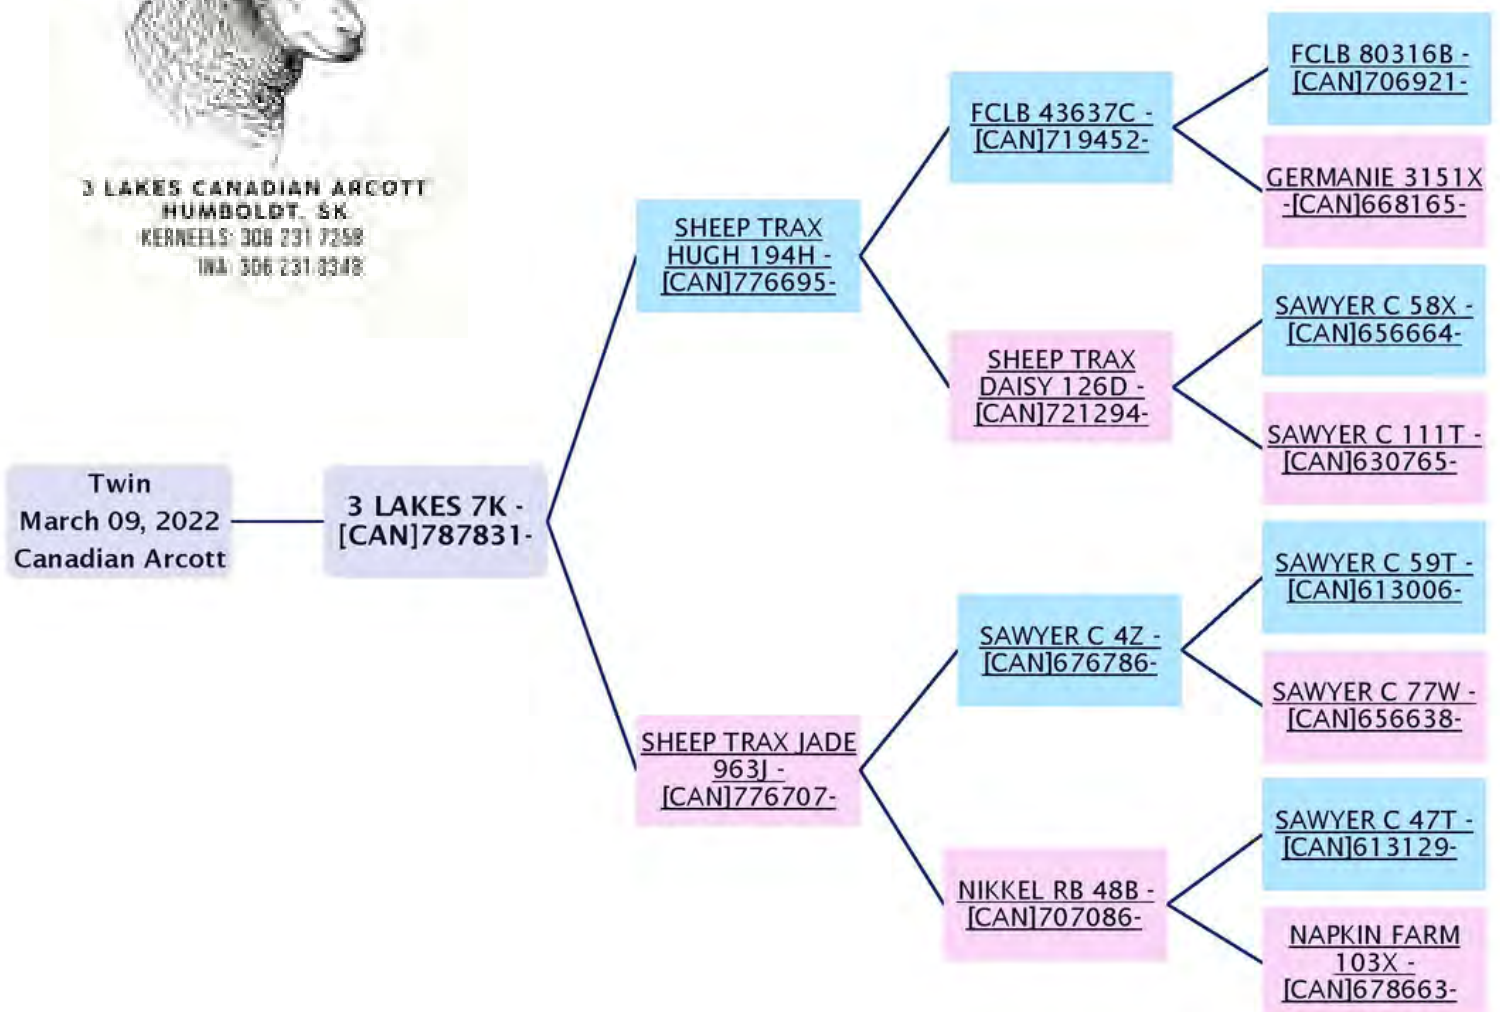 3 LAKES CANADIAN ARCOTT
HUMBOLDT, SK
KERNEELS: 306 231 7258
INA: 306 231 8348
Twin
March 09, 2022
Canadian Arcott
3 LAKES 7K -
[CAN]787831-
SHEEP TRAX
HUGH 194H -
[CAN]776695-
SHEEP TRAX JADE
963J -
[CAN]776707-
FCLB 43637C -
[CAN]719452-
SHEEP TRAX
DAISY 126D -
[CAN]721294-
SAWYER C 4Z -
[CAN]676786-
NIKKEL RB 48B -
[CAN]707086-
FCLB 80316B -
[CAN]706921-
GERMANIE 3151X
-[CAN]668165-
SAWYER C 58X -
[CAN]656664-
SAWYER C 111T -
[CAN]630765-
SAWYER C 59T -
[CAN]613006-
SAWYER C 77W -
[CAN]656638-
SAWYER C 47T -
[CAN]613129-
NAPKIN FARM
103X -
[CAN]678663-